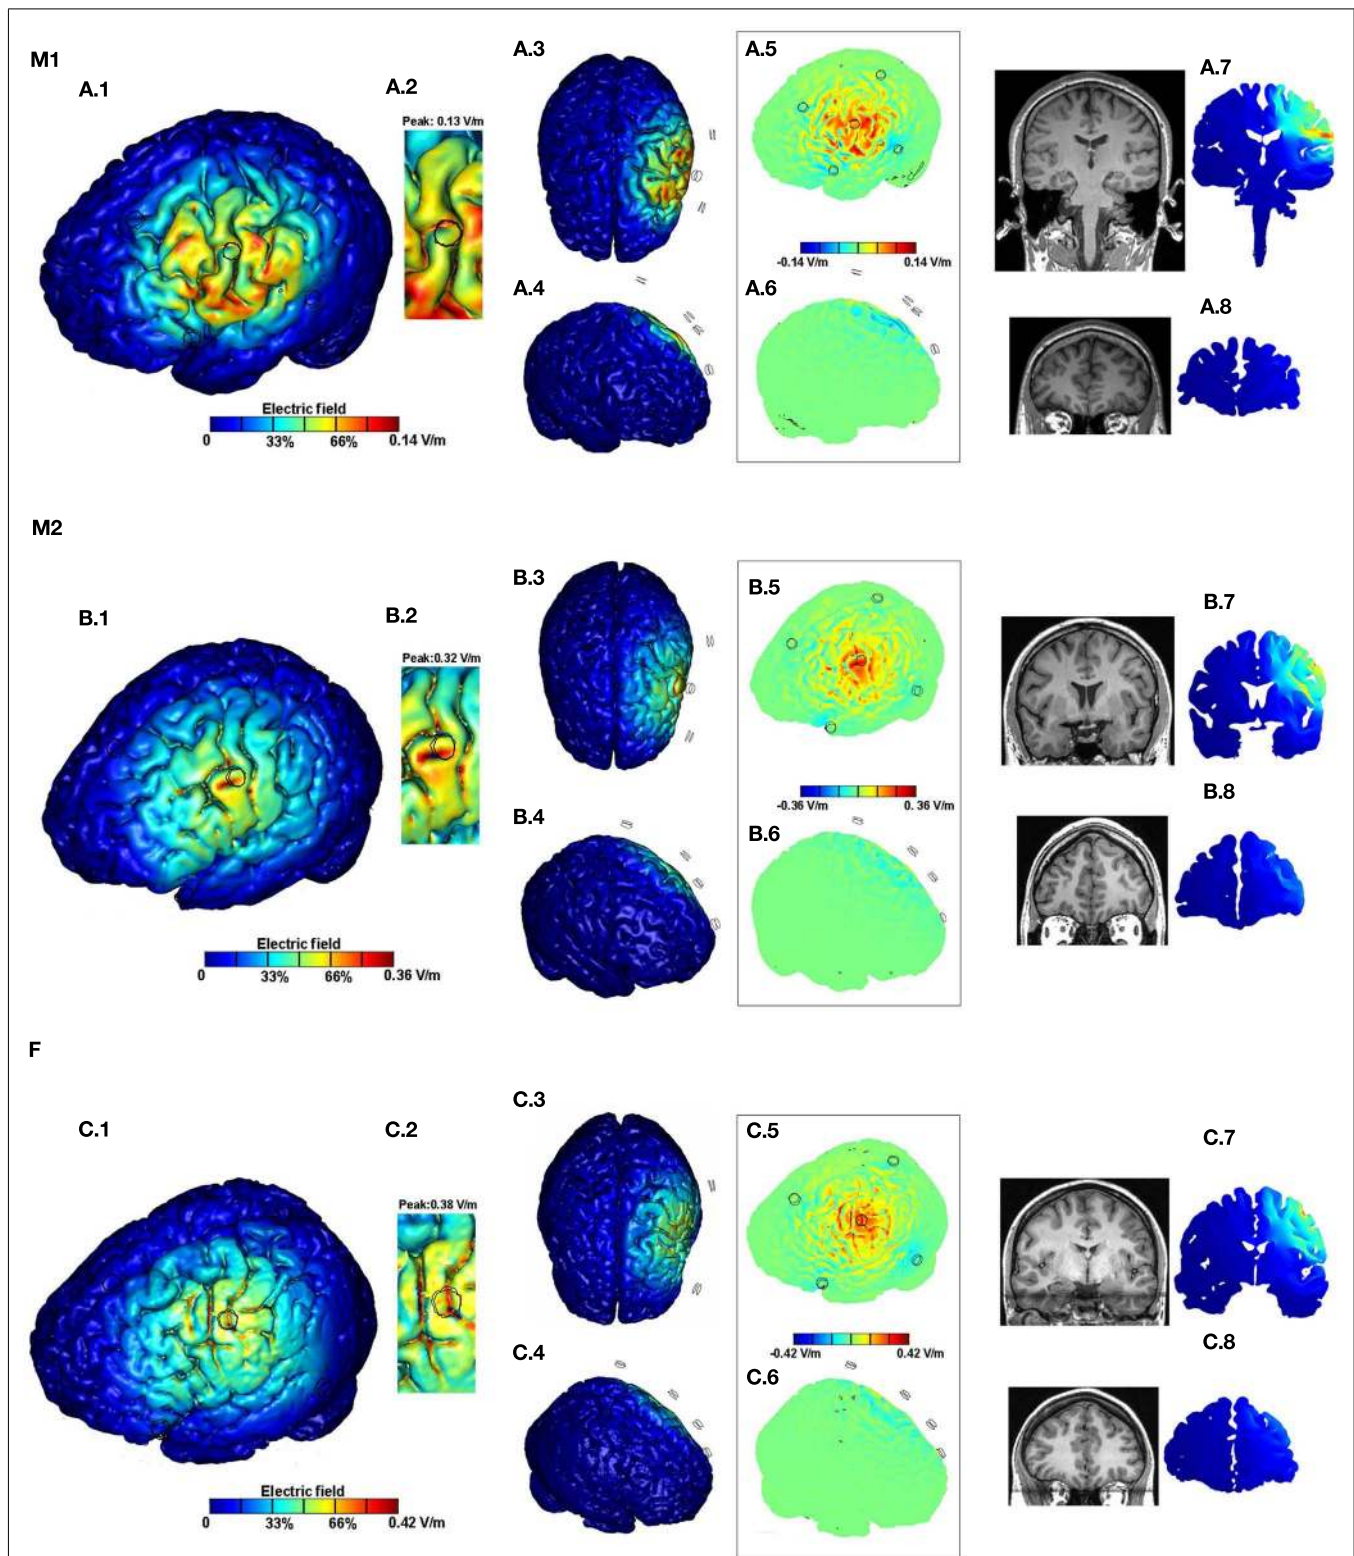 M1
A.1
A.2
Peak: 0.13 V/m
A.3
A.4
A.5
-0.14 V/m 0.14 V/m
A.6
A.7
A.8
Electric field
0 33% 66% 0.14 V/m
M2
B.1
B.2
Peak:0.32 V/m
B.3
B.4
B.5
-0.36 V/m 0. 36 V/m
B.6
B.7
B.8
Electric field
0 33% 66% 0.36 V/m
F
C.1
C.2
Peak:0.38 V/m
C.3
C.4
C.5
-0.42 V/m 0.42 V/m
C.6
C.7
C.8
Electric field
0 33% 66% 0.42 V/m